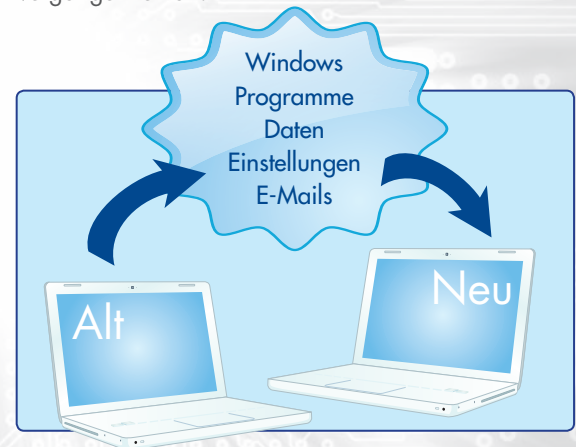 Windows
Programme
Daten
Einstellungen
E-Mails
Alt
Neu